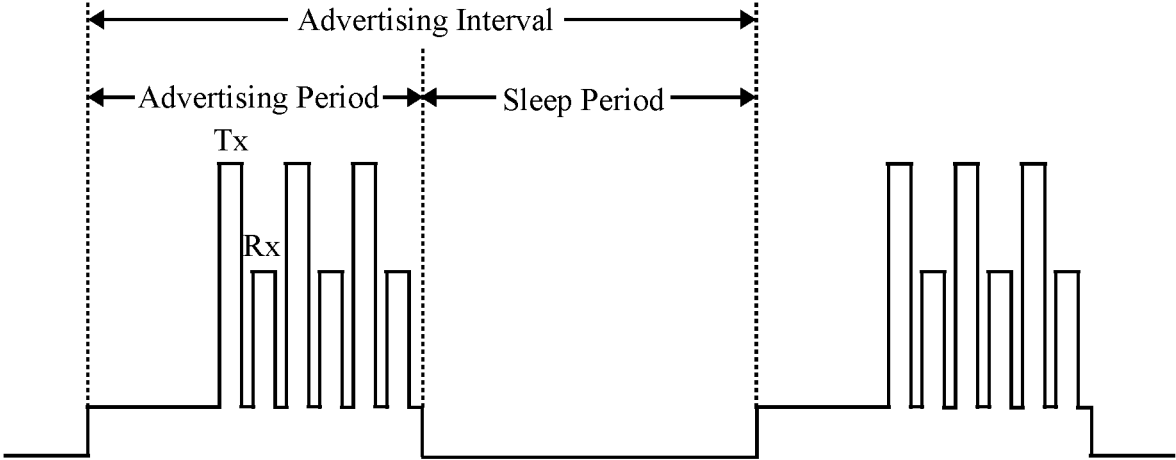 Advertising Interval
Advertising Period
Sleep Period
Tx
Rx